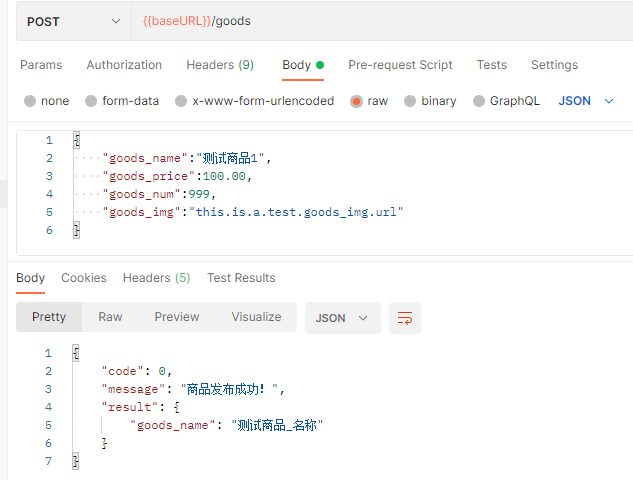 POST {{baseURL}}/goods
Params Authorization Headers (9) Body Pre-request Script Tests Settings
none form-data x-www-form-urlencoded raw binary GraphQL JSON
1 {
2 "goods_name":"测试商品1",
3 "goods_price":100.00,
4 "goods_num":999,
5 "goods_img":"this.is.a.test.goods_img.url"
6 }
Body Cookies Headers (5) Test Results
Pretty Raw Preview Visualize JSON
1 {
2 "code": 0,
3 "message": "商品发布成功！",
4 "result": {
5 "goods_name": "测试商品_名称"
6 }
7 }